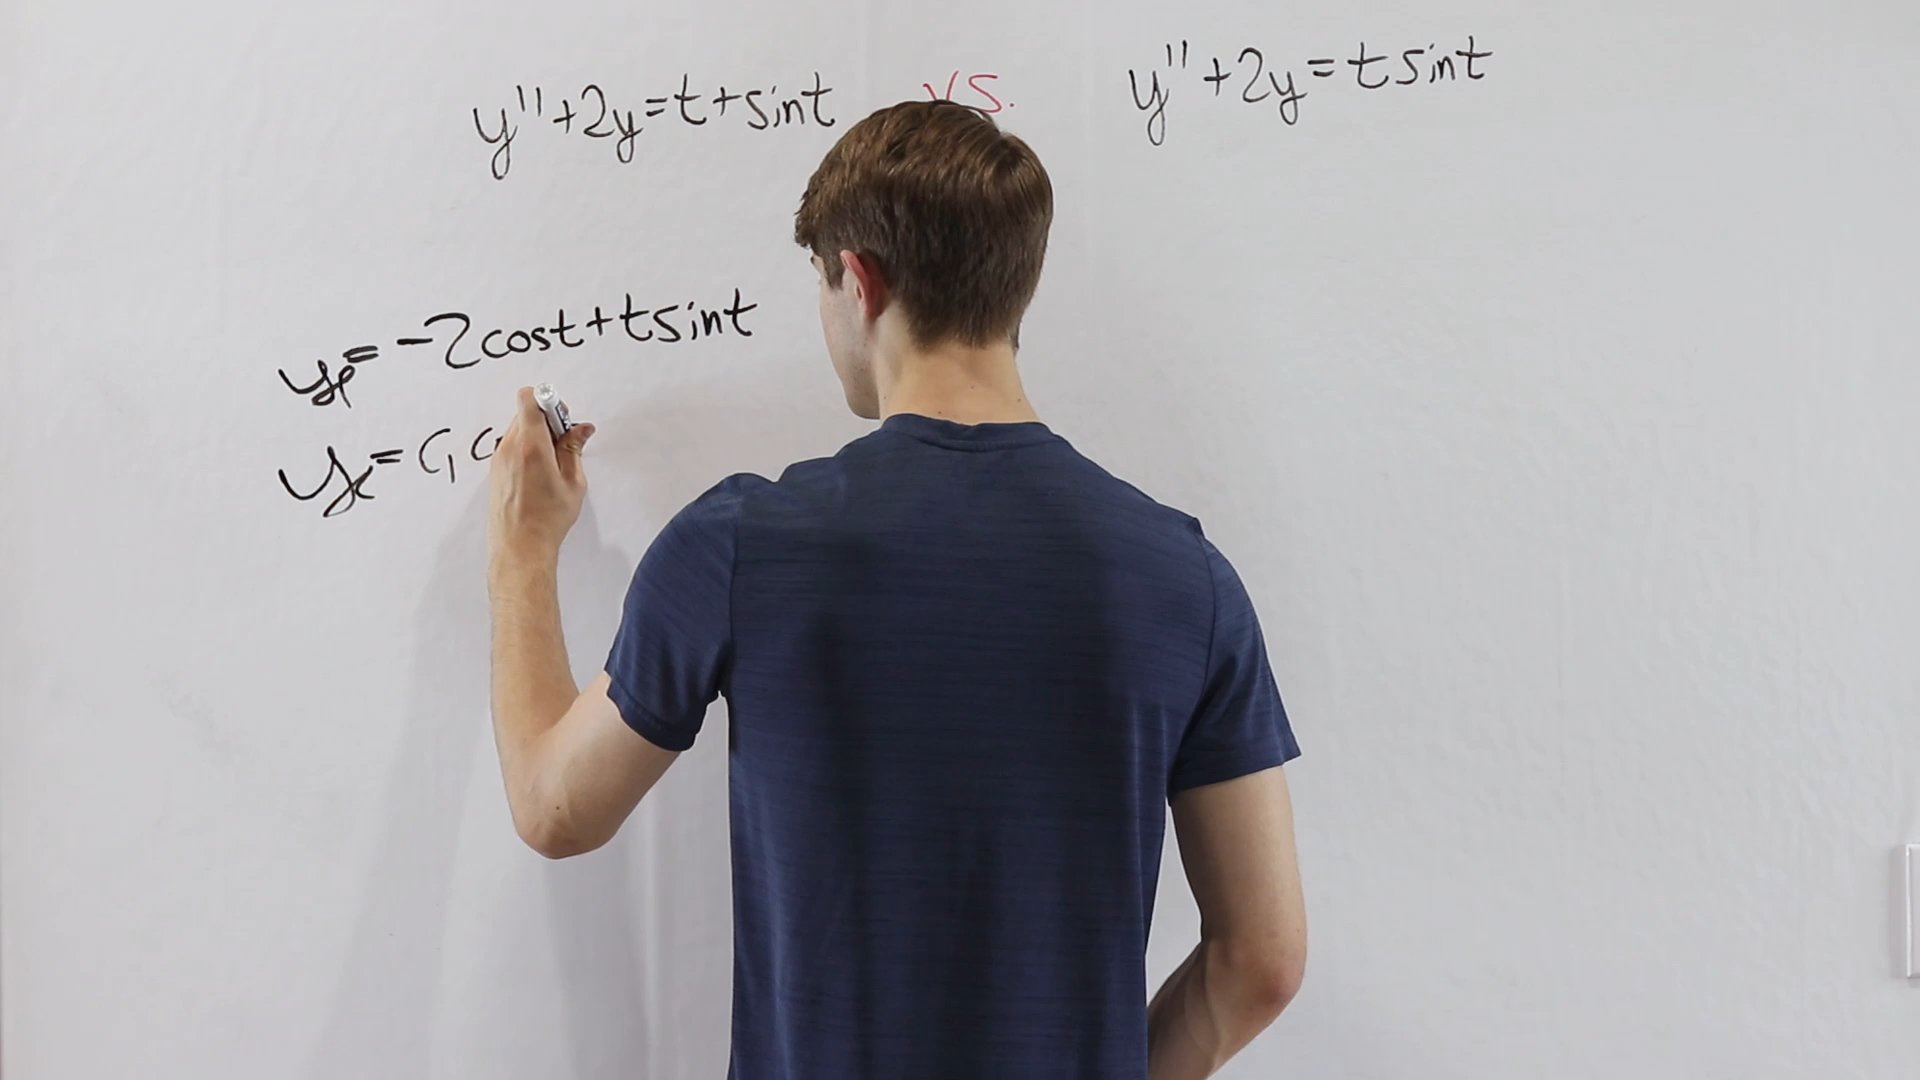 y''+2y=t+sint vs. y''+2y=tsint
yp=-2cost+tsint
yc=c₁